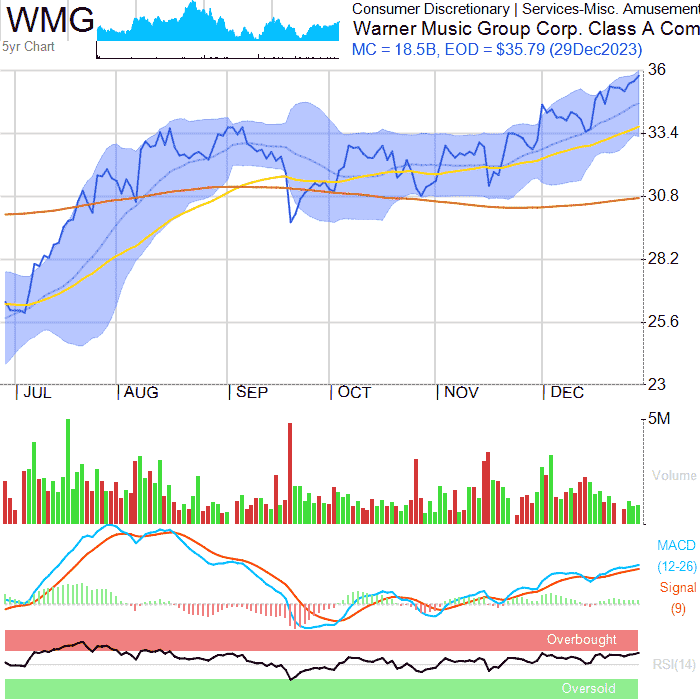 WMG
5yr Chart
Consumer Discretionary | Services-Misc. Amusement
Warner Music Group Corp. Class A Com
MC = 18.5B, EOD = $35.79 (29Dec2023)
36
33.4
30.8
28.2
25.6
23
JUL AUG SEP OCT NOV DEC
5M
Volume
MACD
(12-26)
Signal
(9)
Overbought
RSI(14)
Oversold